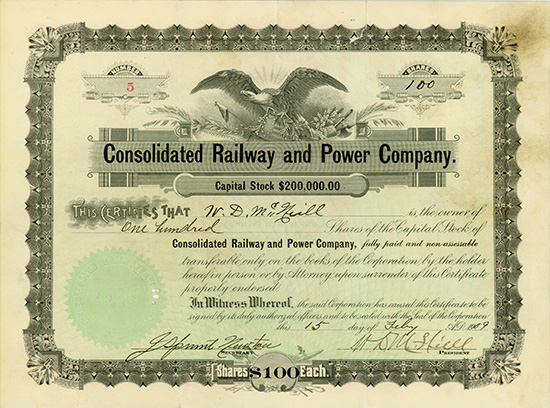 NUMBER SHARES
5 100
Consolidated Railway and Power Company.
Capital Stock $200,000.00
THIS CERTIFIES THAT W. D. McNeill is the owner of
One hundred Shares of the Capital Stock of
Consolidated Railway and Power Company, fully paid and non-assessable
transferable only on the books of the Corporation by the holder
hereof in person or by Attorney upon surrender of this Certificate
properly endorsed.
In Witness Whereof, the said Corporation has caused this Certificate to be
signed by its duly authorized officers and to be sealed with the Seal of the Corporation
this 15 day of Feby A.D. 1909
W D McNeill
SECRETARY PRESIDENT
Shares $100 Each.